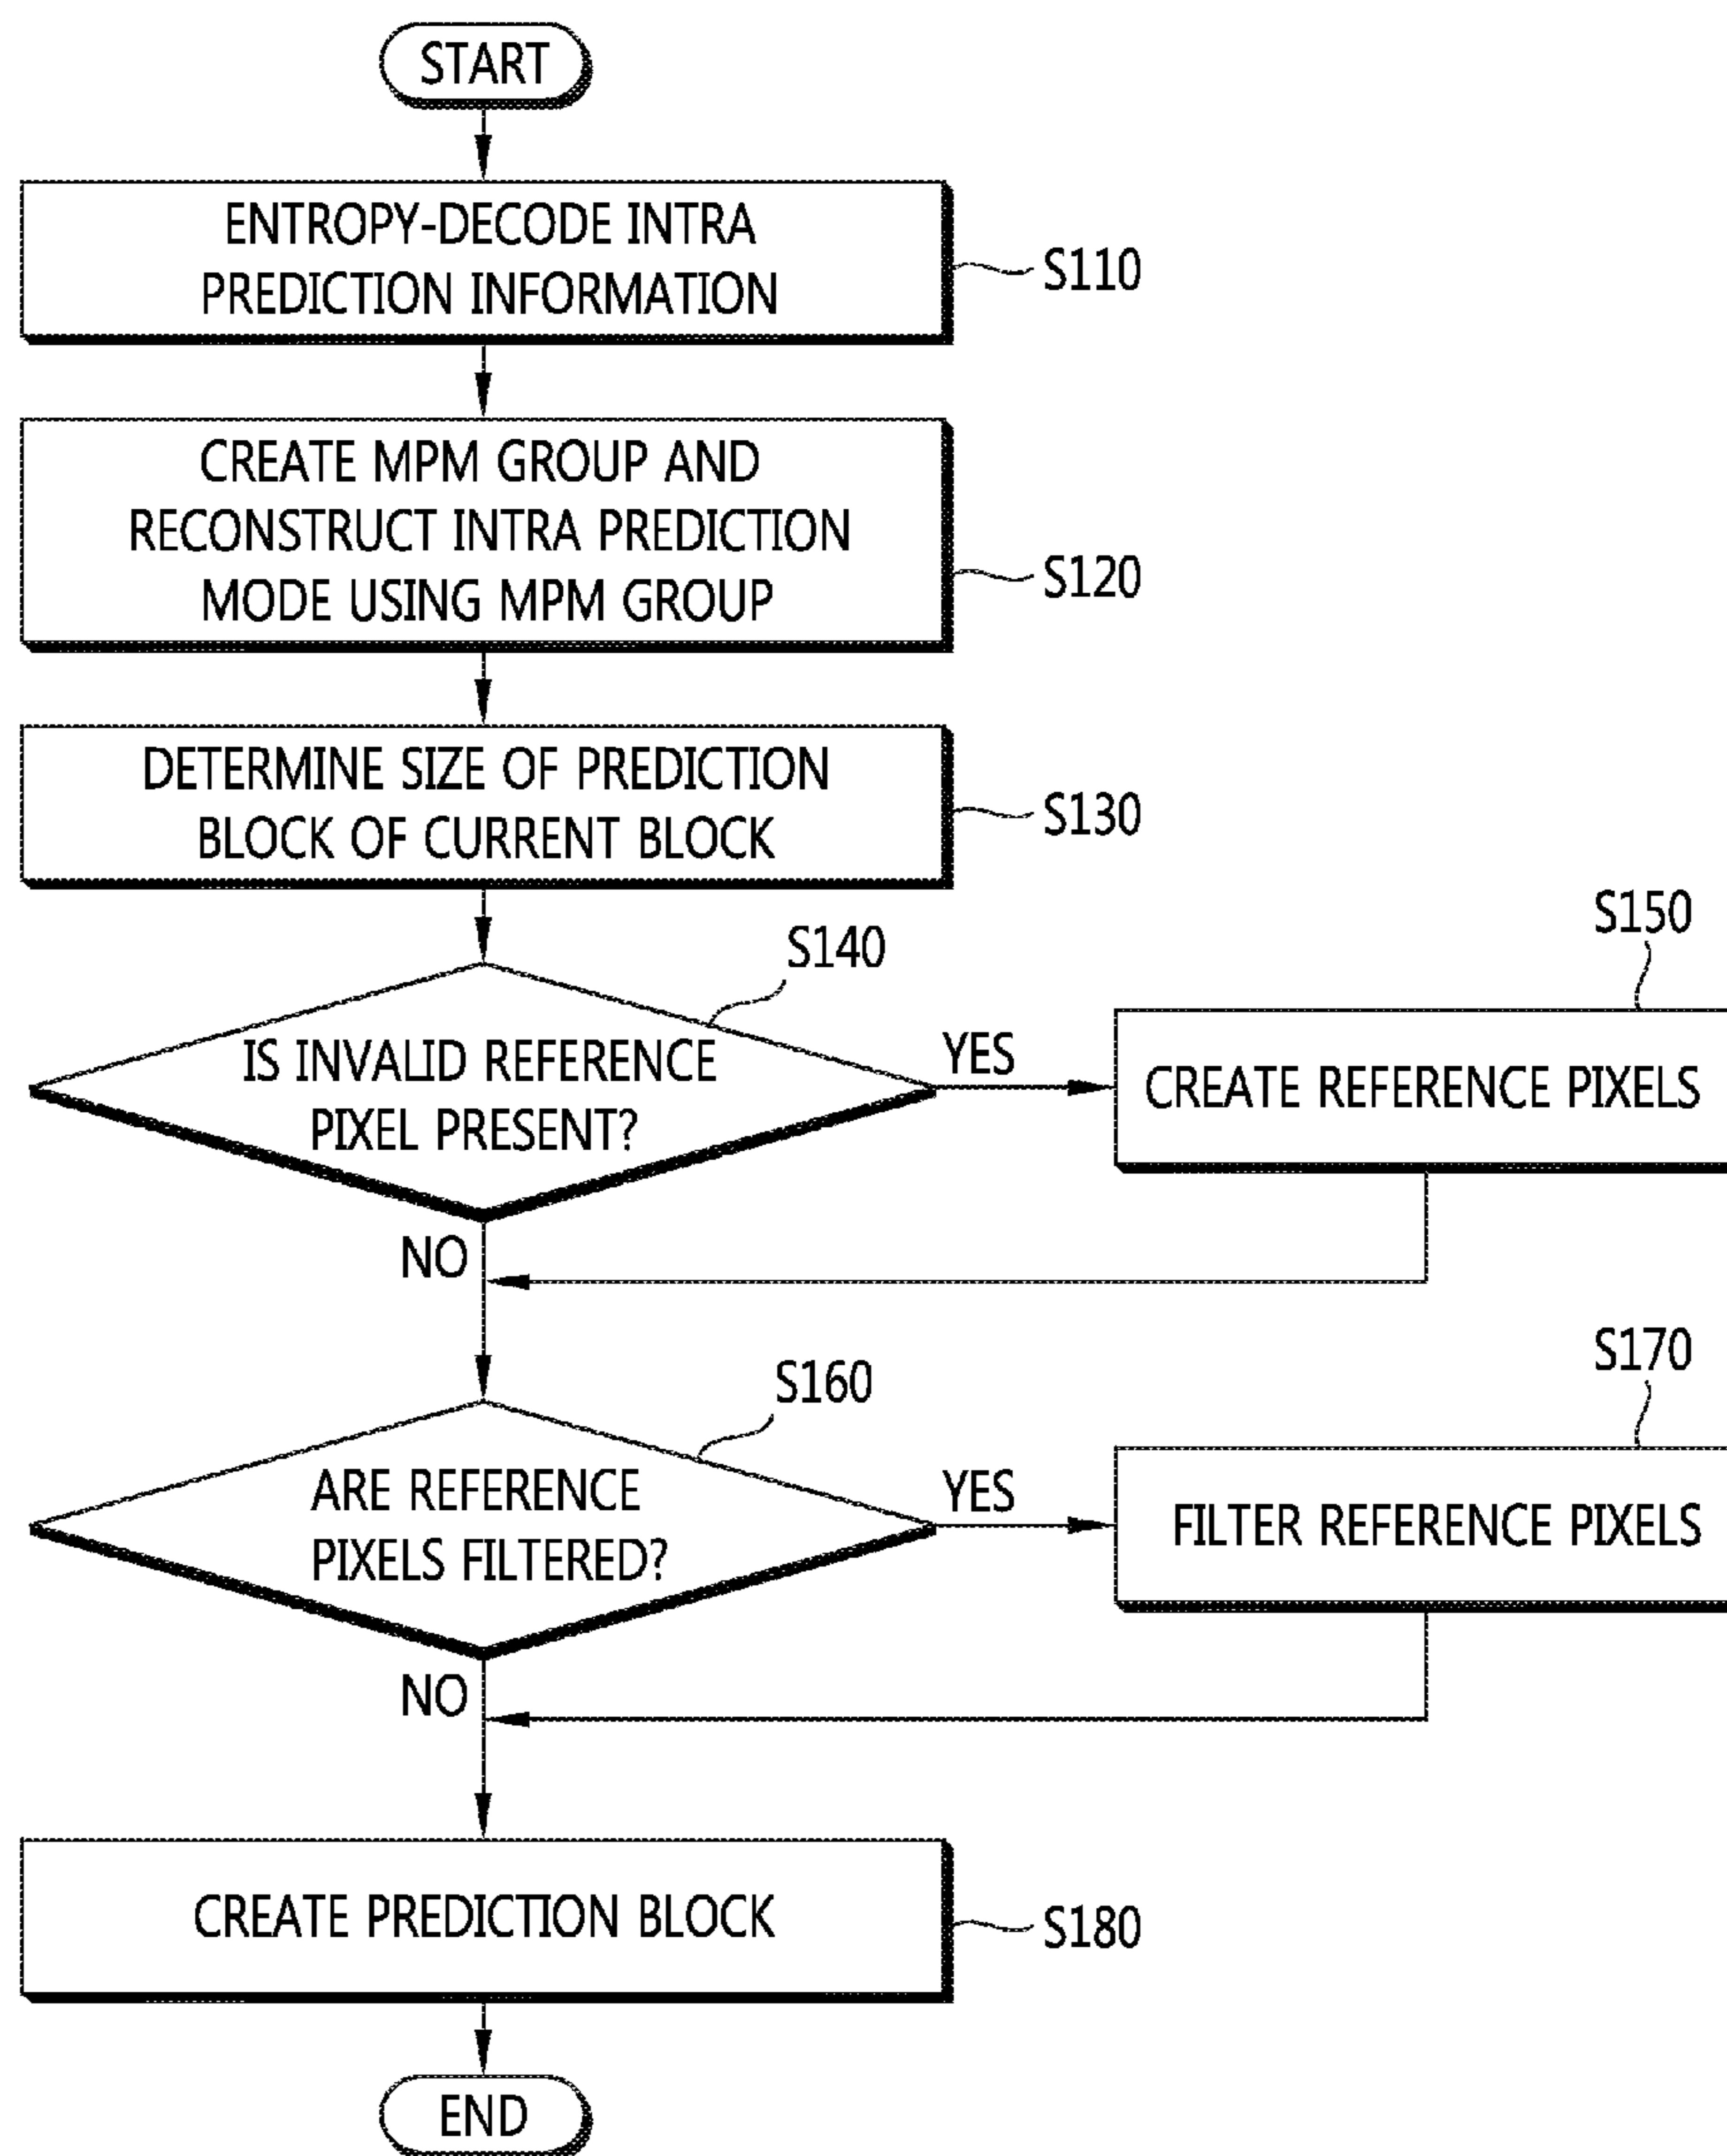 START
ENTROPY-DECODE INTRA
PREDICTION INFORMATION
S110
CREATE MPM GROUP AND
RECONSTRUCT INTRA PREDICTION
MODE USING MPM GROUP
S120
DETERMINE SIZE OF PREDICTION
BLOCK OF CURRENT BLOCK
S130
S140
IS INVALID REFERENCE
PIXEL PRESENT?
YES
S150
CREATE REFERENCE PIXELS
NO
S160
ARE REFERENCE
PIXELS FILTERED?
YES
S170
FILTER REFERENCE PIXELS
NO
CREATE PREDICTION BLOCK
S180
END